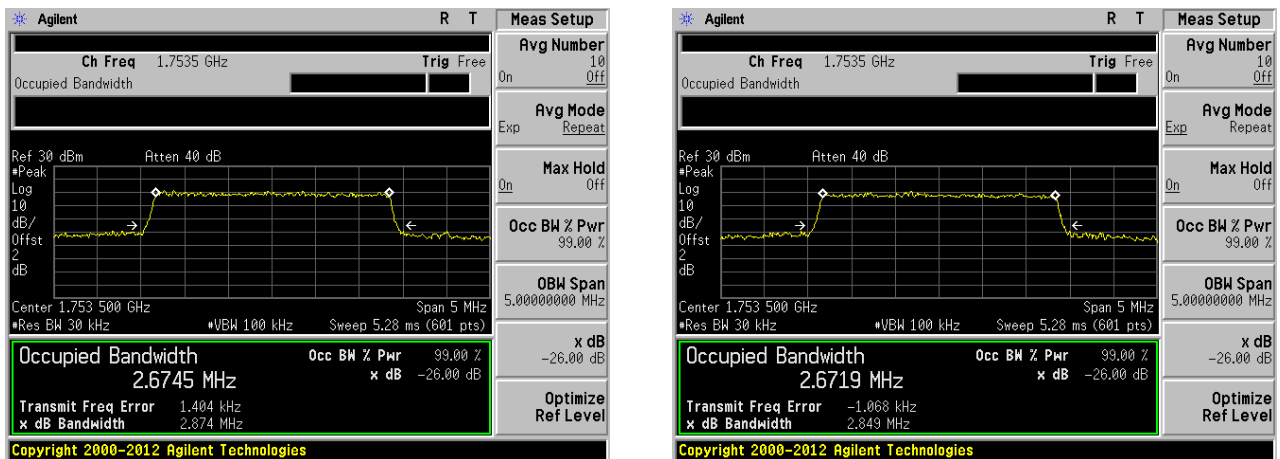 Agilent R T
Meas Setup
Ch Freq 1.7535 GHz Trig Free
Occupied Bandwidth
Avg Number
10
On Off
Avg Mode
Exp Repeat
Max Hold
On Off
Occ BW % Pwr
99.00 %
OBW Span
5.00000000 MHz
x dB
-26.00 dB
Optimize
Ref Level
Ref 30 dBm Atten 40 dB
#Peak
Log
10
dB/
Offst
2
dB
Center 1.753 500 GHz Span 5 MHz
#Res BW 30 kHz #VBW 100 kHz Sweep 5.28 ms (601 pts)
Occupied Bandwidth Occ BW % Pwr 99.00 %
2.6745 MHz x dB -26.00 dB
Transmit Freq Error 1.404 kHz
x dB Bandwidth 2.874 MHz
Copyright 2000-2012 Agilent Technologies
Agilent R T
Meas Setup
Ch Freq 1.7535 GHz Trig Free
Occupied Bandwidth
Avg Number
10
On Off
Avg Mode
Exp Repeat
Max Hold
On Off
Occ BW % Pwr
99.00 %
OBW Span
5.00000000 MHz
x dB
-26.00 dB
Optimize
Ref Level
Ref 30 dBm Atten 40 dB
#Peak
Log
10
dB/
Offst
2
dB
Center 1.753 500 GHz Span 5 MHz
#Res BW 30 kHz #VBW 100 kHz Sweep 5.28 ms (601 pts)
Occupied Bandwidth Occ BW % Pwr 99.00 %
2.6719 MHz x dB -26.00 dB
Transmit Freq Error -1.068 kHz
x dB Bandwidth 2.849 MHz
Copyright 2000-2012 Agilent Technologies